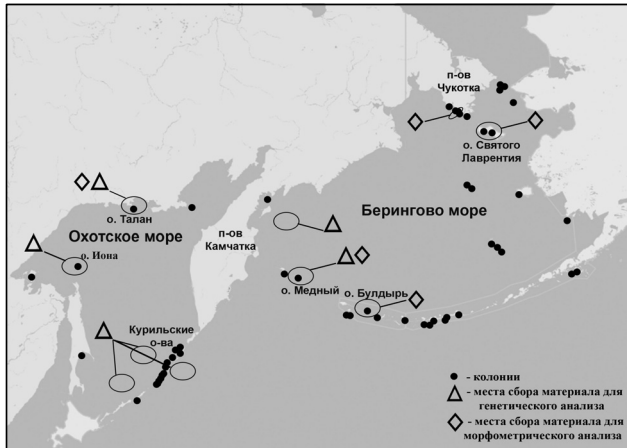 п-ов
Чукотка
о. Святого
Лаврентия
о. Талан
Охотское море
п-ов
Камчатка
Берингово море
о. Иона
о. Медный
о. Булдырь
Курильские
о-ва
- колонии
- места сбора материала для
генетического анализа
- места сбора материала для
морфометрического анализа